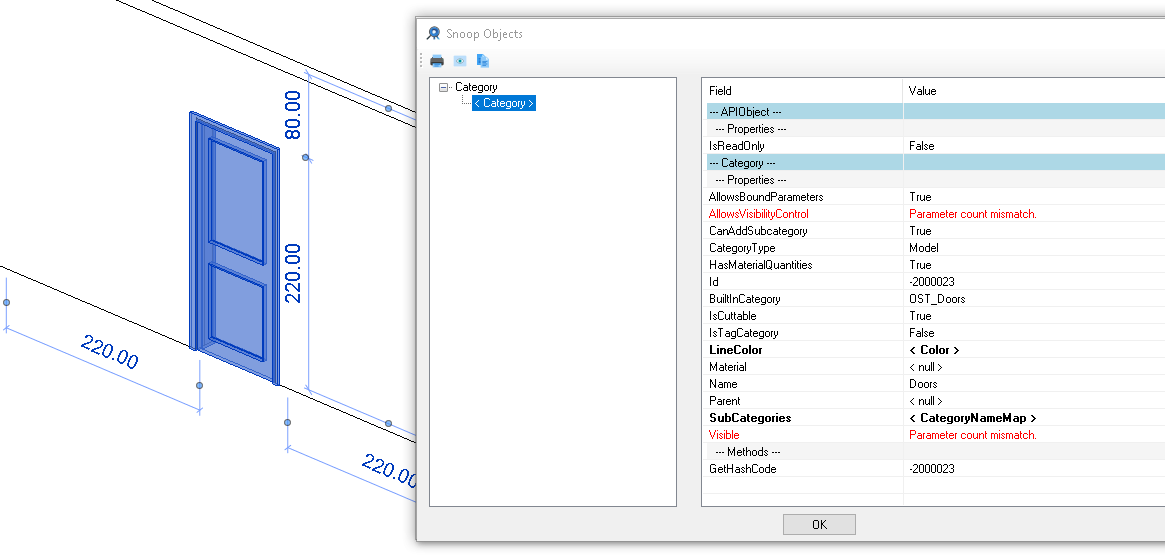 80.00
220.00
220.00
220.00
Snoop Objects
Category
< Category >
Field Value
--- APIObject ---
--- Properties ---
IsReadOnly False
--- Category ---
--- Properties ---
AllowsBoundParameters True
AllowsVisibilityControl Parameter count mismatch.
CanAddSubcategory True
CategoryType Model
HasMaterialQuantities True
Id -2000023
BuiltInCategory OST_Doors
IsCuttable True
IsTagCategory False
LineColor < Color >
Material < null >
Name Doors
Parent < null >
SubCategories < CategoryNameMap >
Visible Parameter count mismatch.
--- Methods ---
GetHashCode -2000023
OK